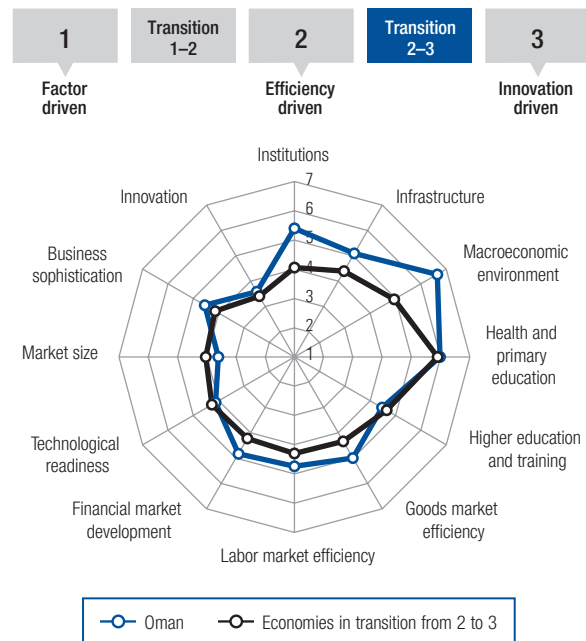 1
Transition
1–2
2
Transition
2–3
3
Factor
driven
Efficiency
driven
Innovation
driven
Institutions
Infrastructure
Macroeconomic
environment
Health and
primary
education
Higher education
and training
Goods market
efficiency
Labor market efficiency
Financial market
development
Technological
readiness
Market size
Business
sophistication
Innovation
7
6
5
4
3
2
1
Oman
Economies in transition from 2 to 3